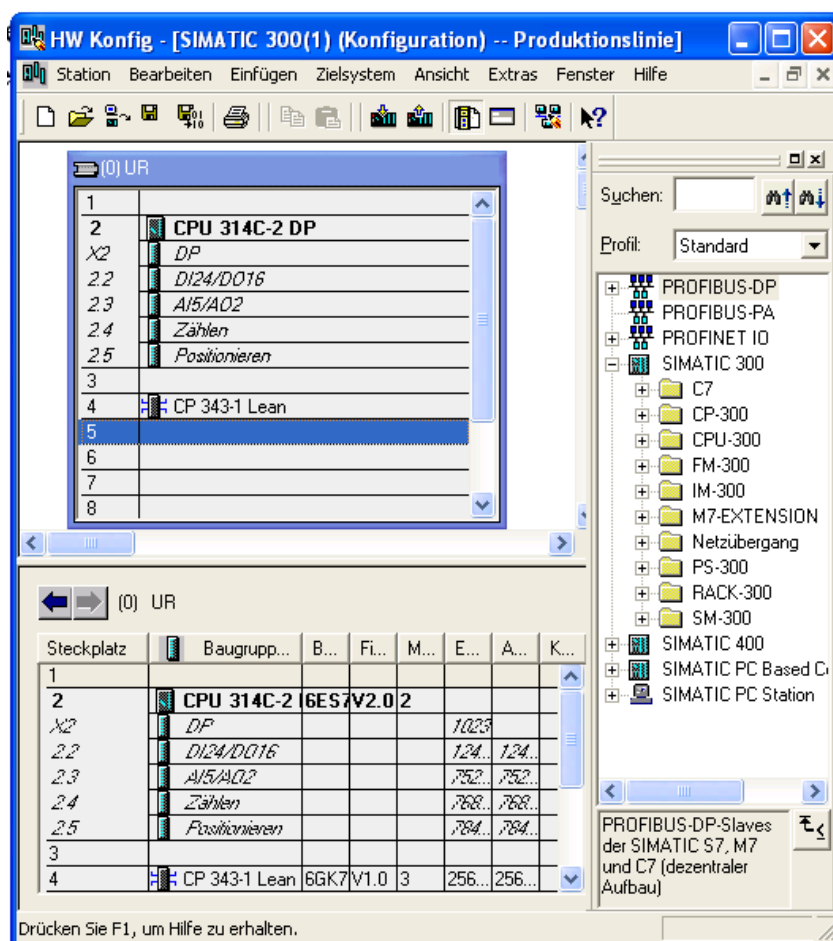 HW Konfig - [SIMATIC 300(1) (Konfiguration) -- Produktionslinie]
Station Bearbeiten Einfügen Zielsystem Ansicht Extras Fenster Hilfe
(0) UR
1
2 CPU 314C-2 DP
X2 DP
2.2 DI24/DO16
2.3 AI5/AO2
2.4 Zählen
2.5 Positionieren
3
4 CP 343-1 Lean
5
6
7
8
Suchen:
Profil: Standard
PROFIBUS-DP
PROFIBUS-PA
PROFINET IO
SIMATIC 300
C7
CP-300
CPU-300
FM-300
IM-300
M7-EXTENSION
Netzübergang
PS-300
RACK-300
SM-300
SIMATIC 400
SIMATIC PC Based C
SIMATIC PC Station
PROFIBUS-DP-Slaves
der SIMATIC S7, M7
und C7 (dezentraler
Aufbau)
(0) UR
Steckplatz Baugrupp... B... Fi... M... E... A... K...
1
2 CPU 314C-2 6ES7 V2.0 2
X2 DP 1023
2.2 DI24/DO16 124... 124...
2.3 AI5/AO2 752... 752...
2.4 Zählen 768... 768...
2.5 Positionieren 784... 784...
3
4 CP 343-1 Lean 6GK7 V1.0 3 256... 256...
Drücken Sie F1, um Hilfe zu erhalten.